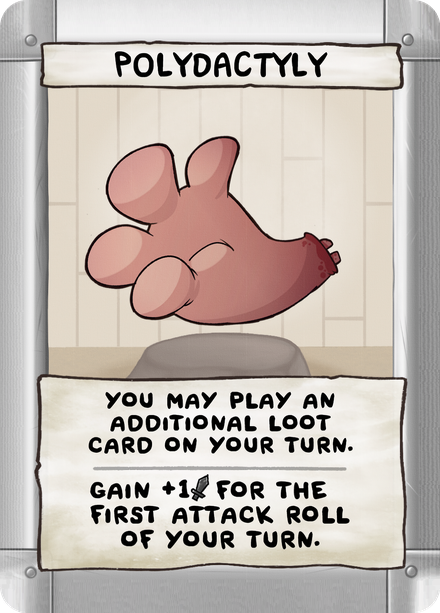 POLYDACTYLY
YOU MAY PLAY AN
ADDITIONAL LOOT
CARD ON YOUR TURN.
GAIN +1 FOR THE
FIRST ATTACK ROLL
OF YOUR TURN.